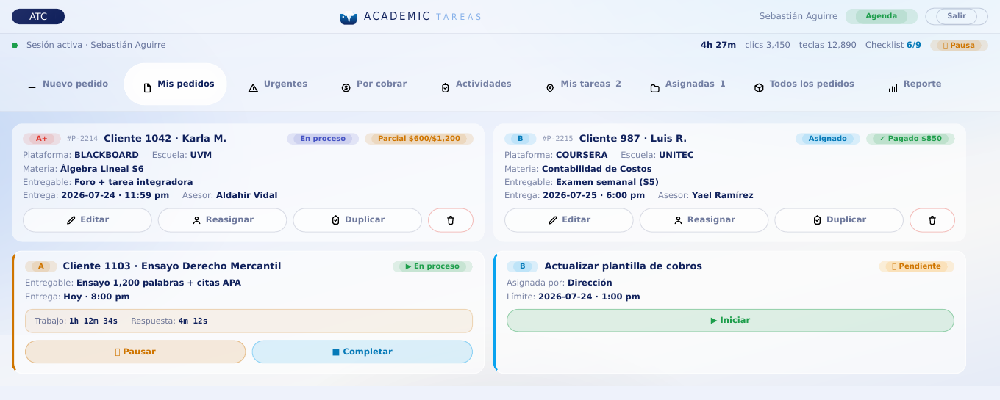 ATC
ACADEMIC TAREAS
Sebastián Aguirre Agenda Salir
Sesión activa · Sebastián Aguirre
4h 27m clics 3,450 teclas 12,890 Checklist 6/9 Pausa
Nuevo pedido Mis pedidos Urgentes Por cobrar Actividades Mis tareas 2 Asignadas 1 Todos los pedidos Reporte
A+ #P-2214 Cliente 1042 · Karla M. En proceso Parcial $600/$1,200
Plataforma: BLACKBOARD Escuela: UVM
Materia: Álgebra Lineal S6
Entregable: Foro + tarea integradora
Entrega: 2026-07-24 · 11:59 pm Asesor: Aldahir Vidal
Editar Reasignar Duplicar
B #P-2215 Cliente 987 · Luis R. Asignado ✓ Pagado $850
Plataforma: COURSERA Escuela: UNITEC
Materia: Contabilidad de Costos
Entregable: Examen semanal (S5)
Entrega: 2026-07-25 · 6:00 pm Asesor: Yael Ramírez
Editar Reasignar Duplicar
A Cliente 1103 · Ensayo Derecho Mercantil ▶ En proceso
Entregable: Ensayo 1,200 palabras + citas APA
Entrega: Hoy · 8:00 pm
Trabajo: 1h 12m 34s Respuesta: 4m 12s
Pausar ■ Completar
B Actualizar plantilla de cobros Pendiente
Asignada por: Dirección
Límite: 2026-07-24 · 1:00 pm
▶ Iniciar